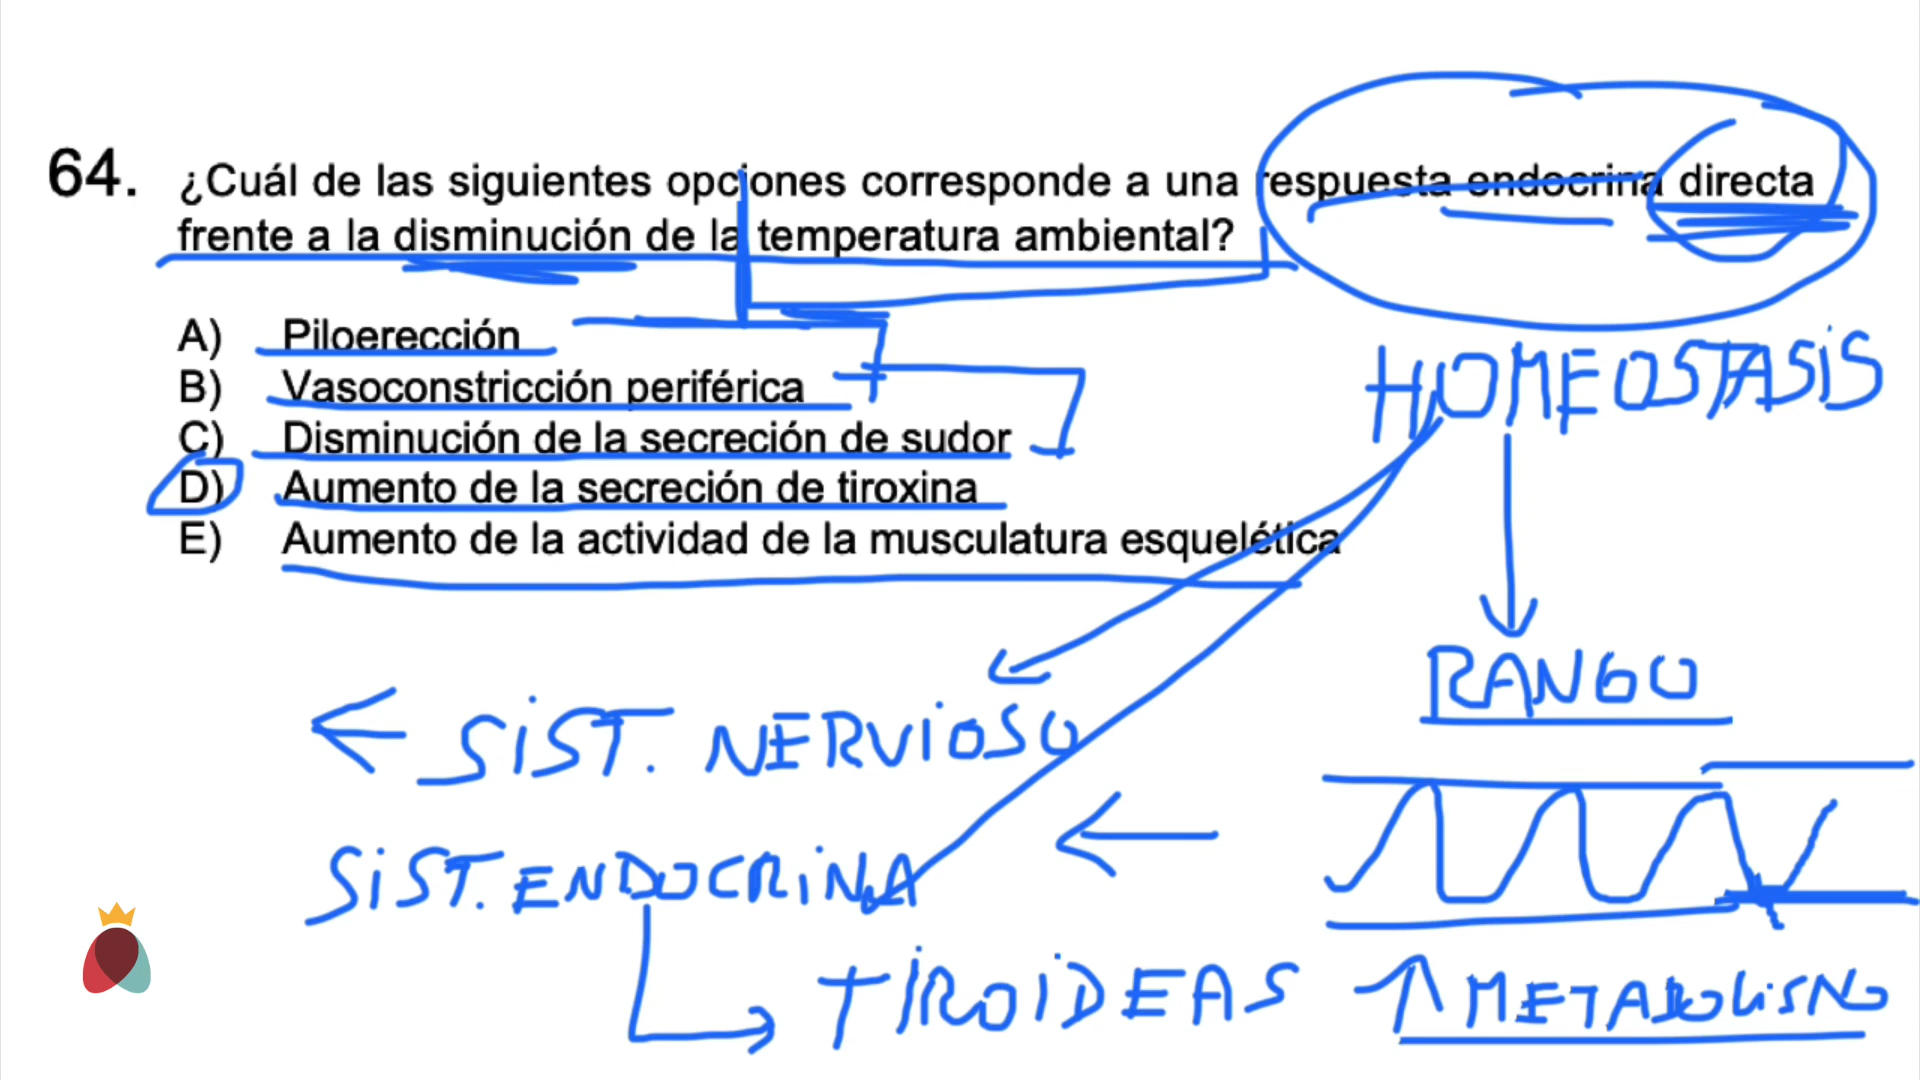 64. ¿Cuál de las siguientes opciones corresponde a una respuesta endocrina directa
frente a la disminución de la temperatura ambiental?
A) Piloerección
B) Vasoconstricción periférica
C) Disminución de la secreción de sudor
D) Aumento de la secreción de tiroxina
E) Aumento de la actividad de la musculatura esquelética
HOMEOSTASIS
RANGO
SIST. NERVIOSO
SIST. ENDOCRINA
TIROIDEAS
METABOLISMO